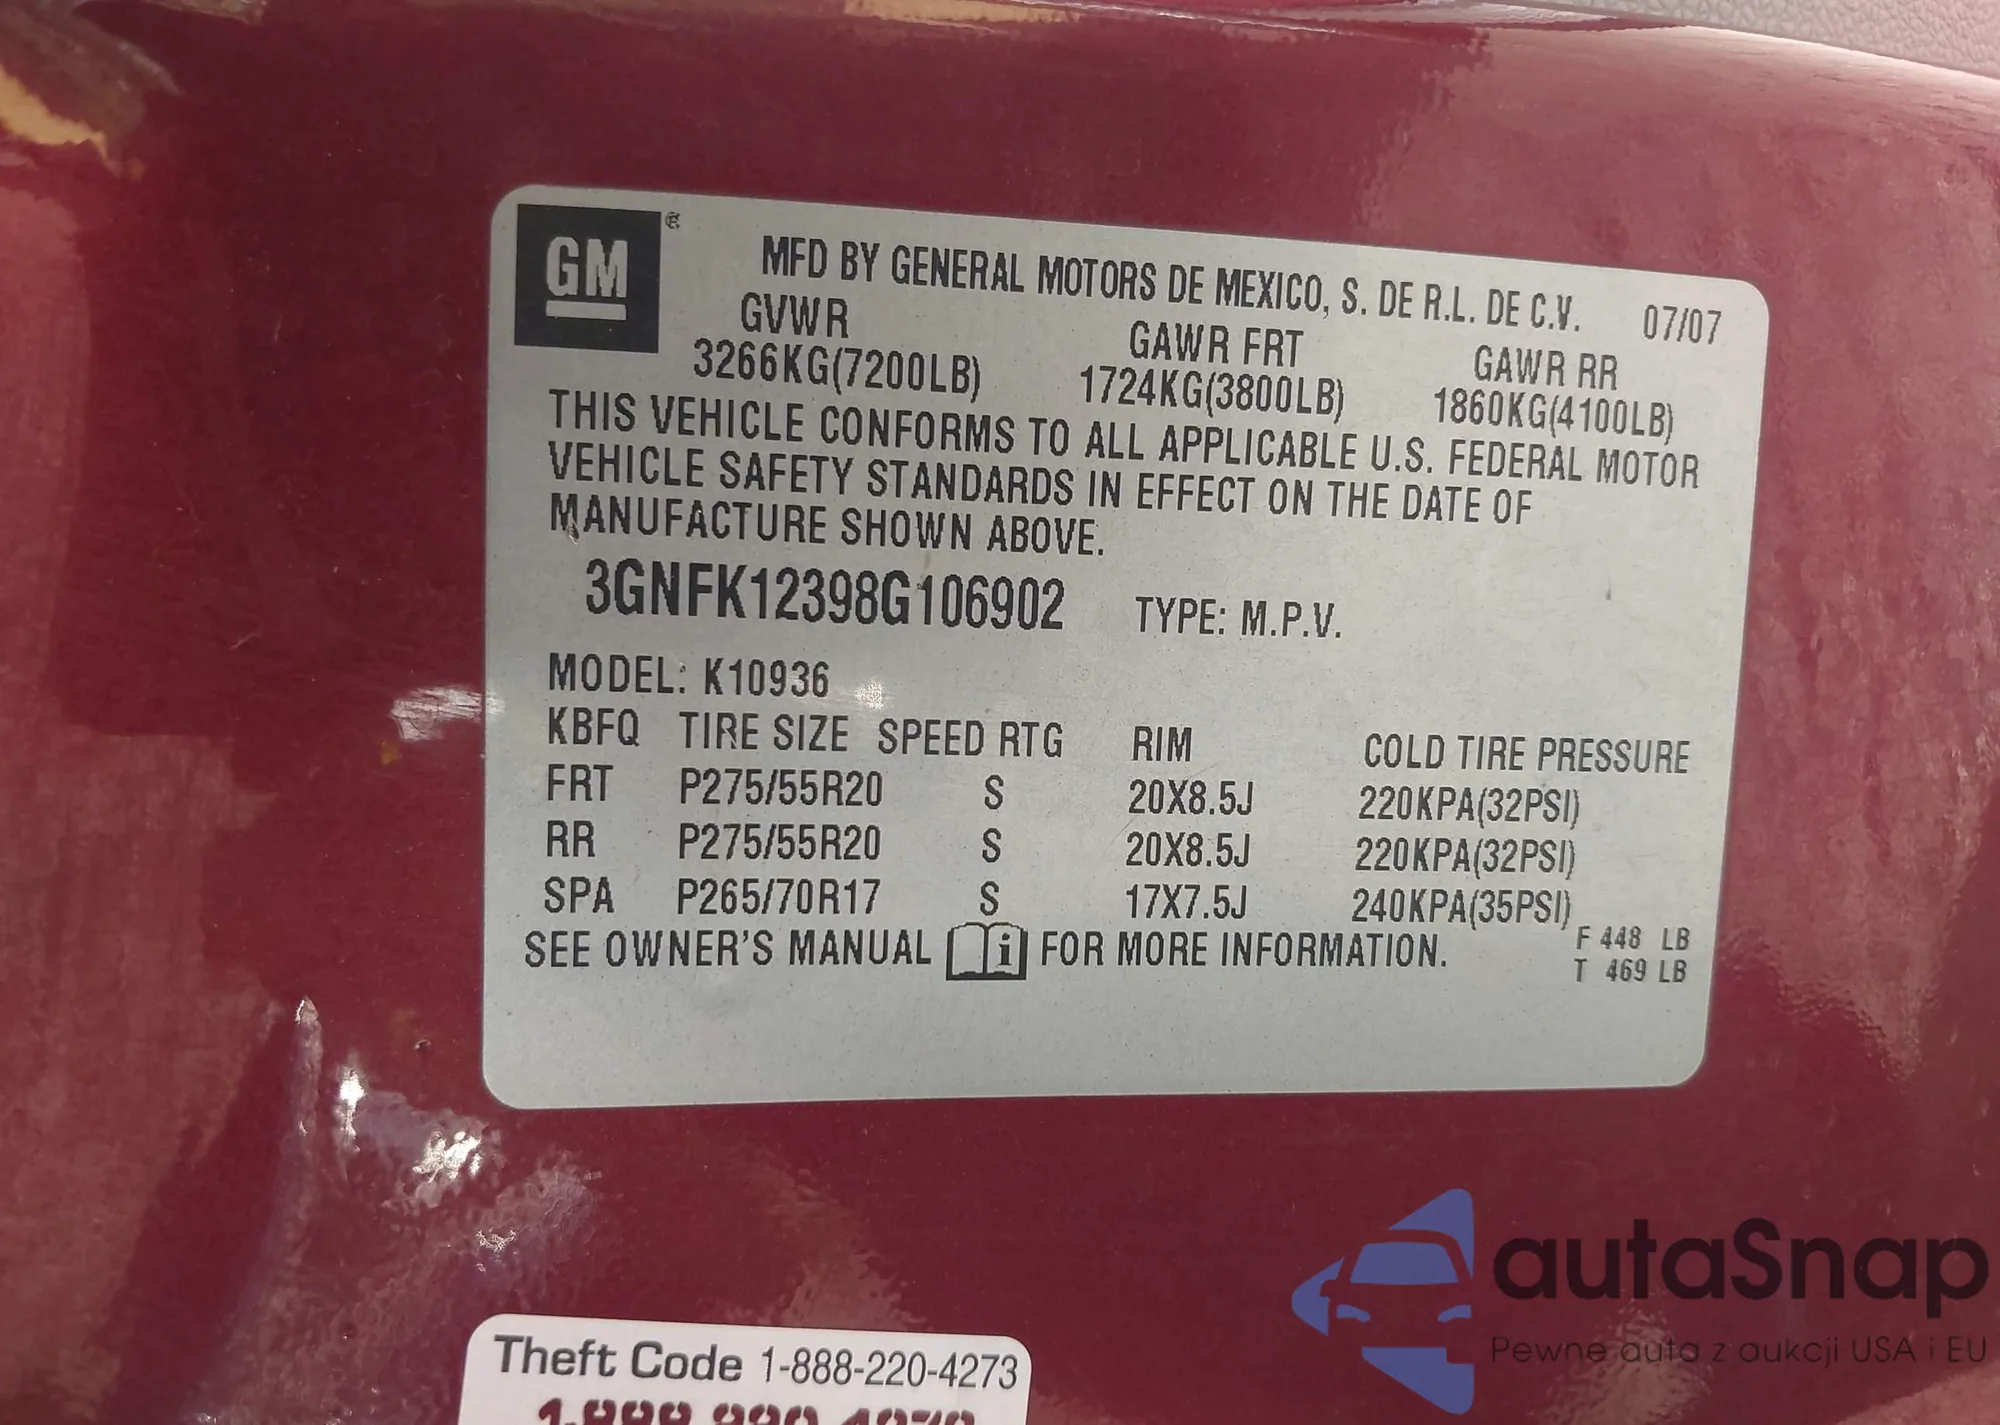 GM
MFD BY GENERAL MOTORS DE MEXICO, S. DE R.L. DE C.V. 07/07
GVWR GAWR FRT GAWR RR
3266KG(7200LB) 1724KG(3800LB) 1860KG(4100LB)
THIS VEHICLE CONFORMS TO ALL APPLICABLE U.S. FEDERAL MOTOR
VEHICLE SAFETY STANDARDS IN EFFECT ON THE DATE OF
MANUFACTURE SHOWN ABOVE.
3GNFK12398G106902 TYPE: M.P.V.
MODEL: K10936
KBFQ TIRE SIZE SPEED RTG RIM COLD TIRE PRESSURE
FRT P275/55R20 S 20X8.5J 220KPA(32PSI)
RR P275/55R20 S 20X8.5J 220KPA(32PSI)
SPA P265/70R17 S 17X7.5J 240KPA(35PSI)
SEE OWNER'S MANUAL i FOR MORE INFORMATION.
F 448 LB
T 469 LB
Theft Code 1-888-220-4273
1-888-220-4273
autaSnap
Pewne auta z aukcji USA i EU